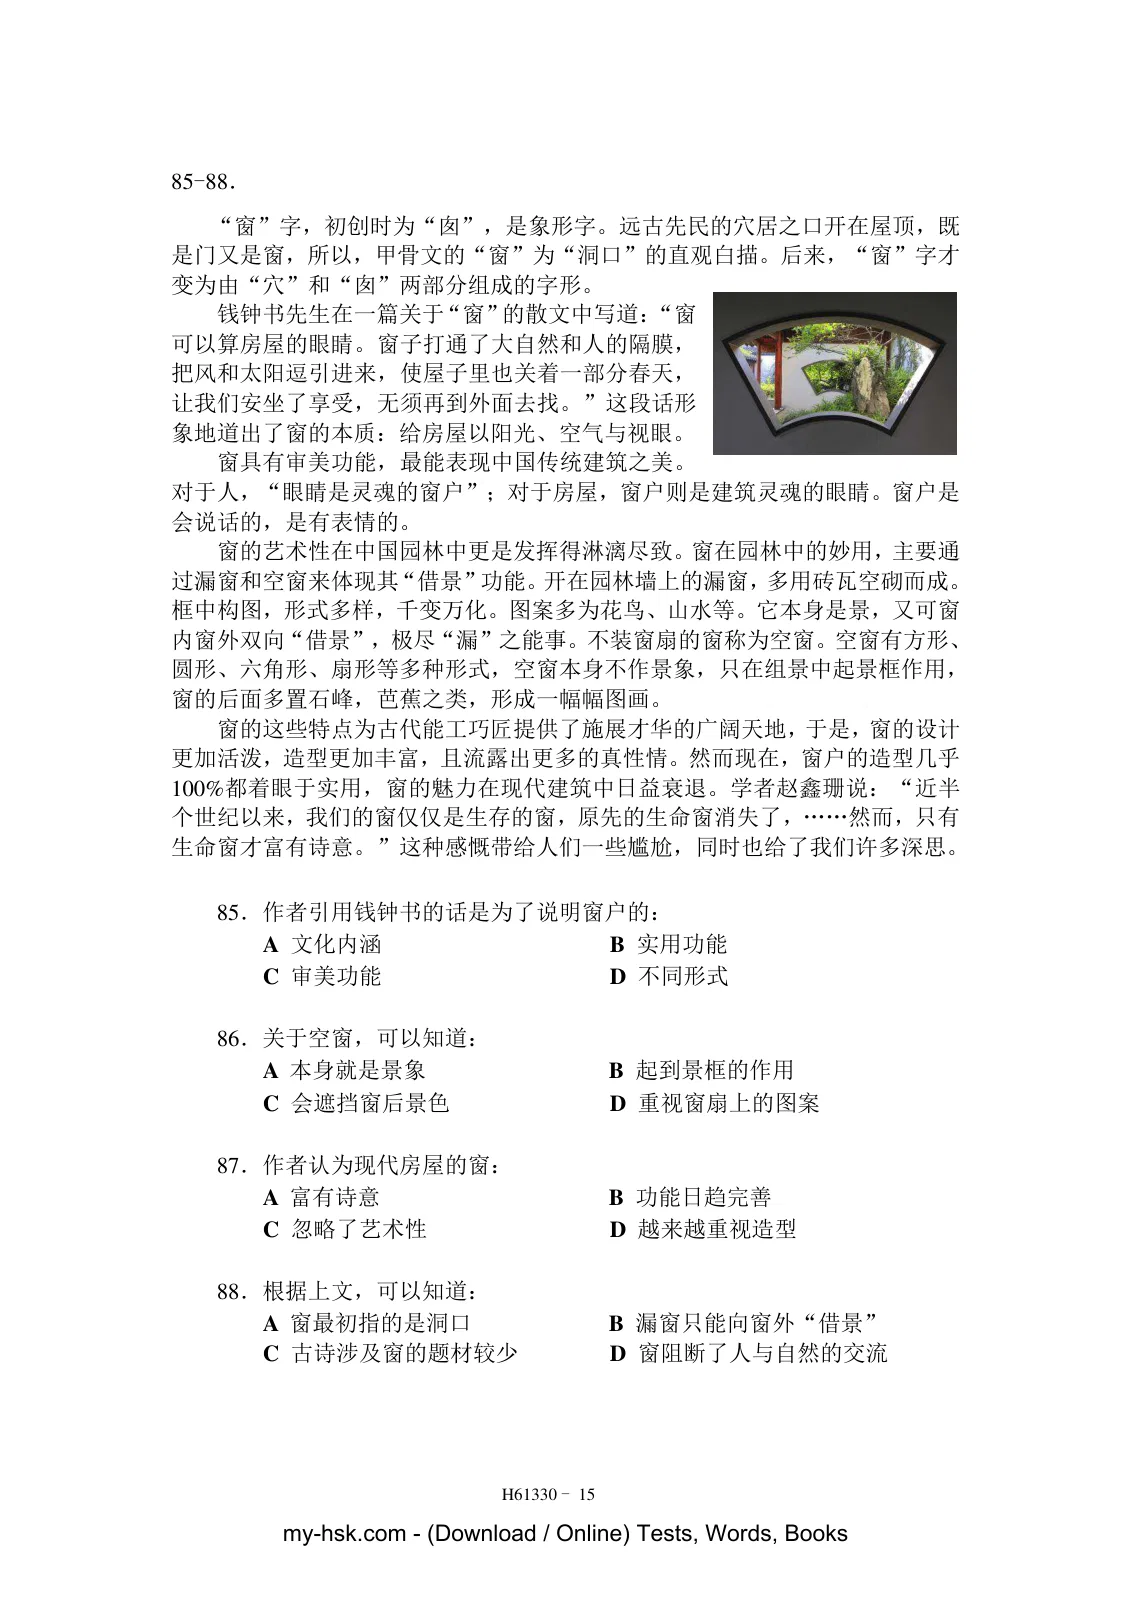 85-88．
“窗”字，初创时为“囱”，是象形字。远古先民的穴居之口开在屋顶，既
是门又是窗，所以，甲骨文的“窗”为“洞口”的直观白描。后来，“窗”字才
变为由“穴”和“囱”两部分组成的字形。
钱钟书先生在一篇关于“窗”的散文中写道：“窗
可以算房屋的眼睛。窗子打通了大自然和人的隔膜，
把风和太阳逗引进来，使屋子里也关着一部分春天，
让我们安坐了享受，无须再到外面去找。”这段话形
象地道出了窗的本质：给房屋以阳光、空气与视眼。
窗具有审美功能，最能表现中国传统建筑之美。
对于人，“眼睛是灵魂的窗户”；对于房屋，窗户则是建筑灵魂的眼睛。窗户是
会说话的，是有表情的。
窗的艺术性在中国园林中更是发挥得淋漓尽致。窗在园林中的妙用，主要通
过漏窗和空窗来体现其“借景”功能。开在园林墙上的漏窗，多用砖瓦空砌而成。
框中构图，形式多样，千变万化。图案多为花鸟、山水等。它本身是景，又可窗
内窗外双向“借景”，极尽“漏”之能事。不装窗扇的窗称为空窗。空窗有方形、
圆形、六角形、扇形等多种形式，空窗本身不作景象，只在组景中起景框作用，
窗的后面多置石峰，芭蕉之类，形成一幅幅图画。
窗的这些特点为古代能工巧匠提供了施展才华的广阔天地，于是，窗的设计
更加活泼，造型更加丰富，且流露出更多的真性情。然而现在，窗户的造型几乎
100%都着眼于实用，窗的魅力在现代建筑中日益衰退。学者赵鑫珊说：“近半
个世纪以来，我们的窗仅仅是生存的窗，原先的生命窗消失了，……然而，只有
生命窗才富有诗意。”这种感慨带给人们一些尴尬，同时也给了我们许多深思。
85．作者引用钱钟书的话是为了说明窗户的：
A 文化内涵 B 实用功能
C 审美功能 D 不同形式
86．关于空窗，可以知道：
A 本身就是景象 B 起到景框的作用
C 会遮挡窗后景色 D 重视窗扇上的图案
87．作者认为现代房屋的窗：
A 富有诗意 B 功能日趋完善
C 忽略了艺术性 D 越来越重视造型
88．根据上文，可以知道：
A 窗最初指的是洞口 B 漏窗只能向窗外“借景”
C 古诗涉及窗的题材较少 D 窗阻断了人与自然的交流
H61330 - 15
my-hsk.com - (Download / Online) Tests, Words, Books